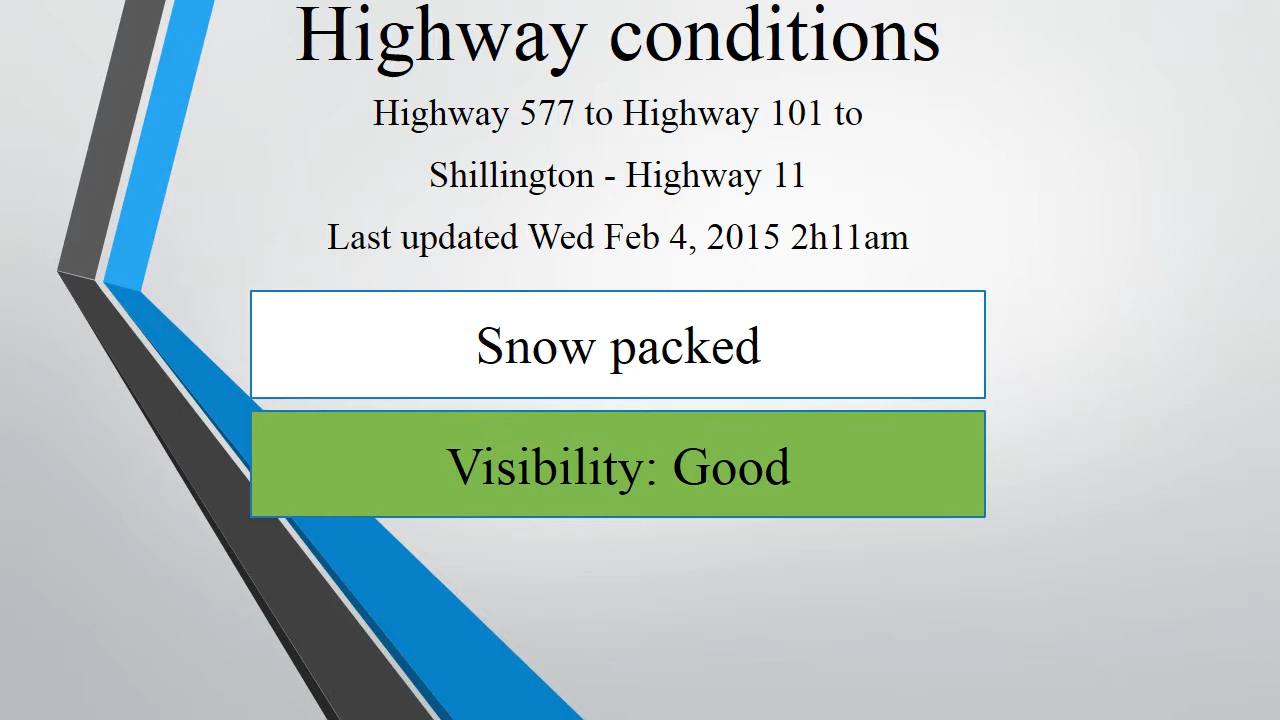 Highway conditions
Highway 577 to Highway 101 to
Shillington - Highway 11
Last updated Wed Feb 4, 2015 2h11am
Snow packed
Visibility: Good